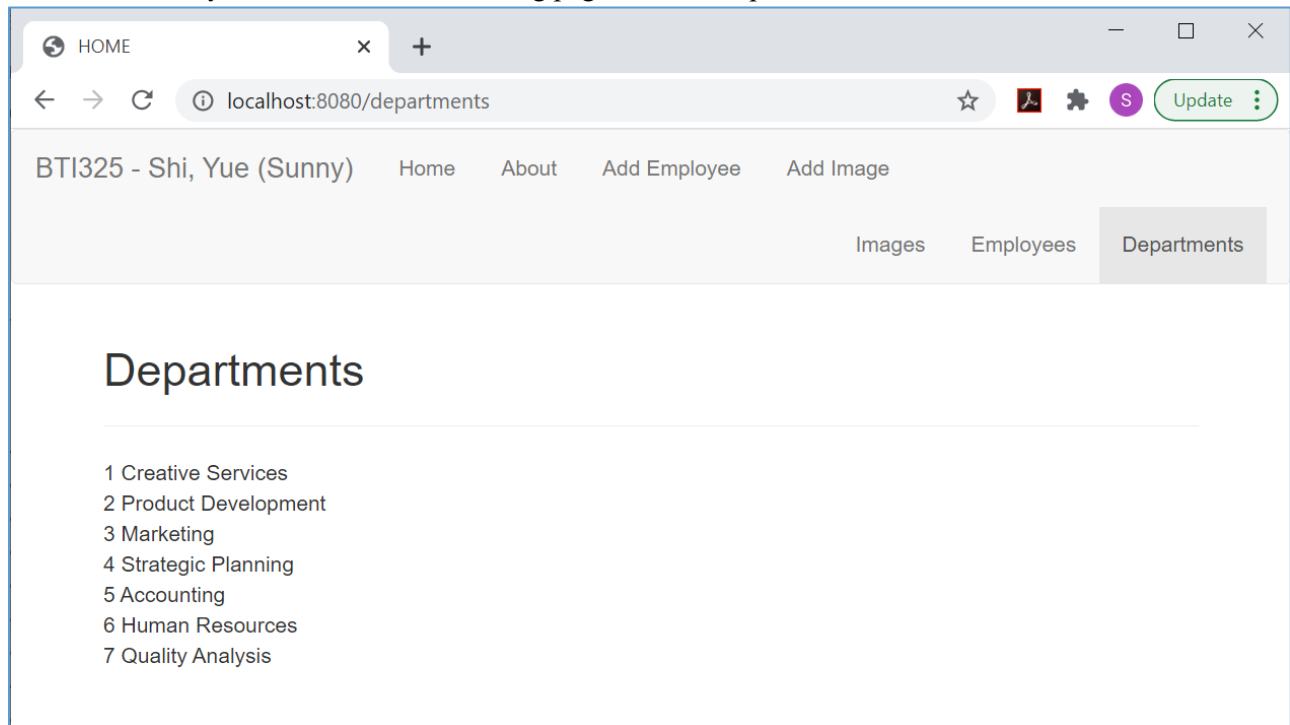 HOME
localhost:8080/departments
S
Update
BTI325 - Shi, Yue (Sunny) Home About Add Employee Add Image
Images Employees Departments
Departments
1 Creative Services
2 Product Development
3 Marketing
4 Strategic Planning
5 Accounting
6 Human Resources
7 Quality Analysis